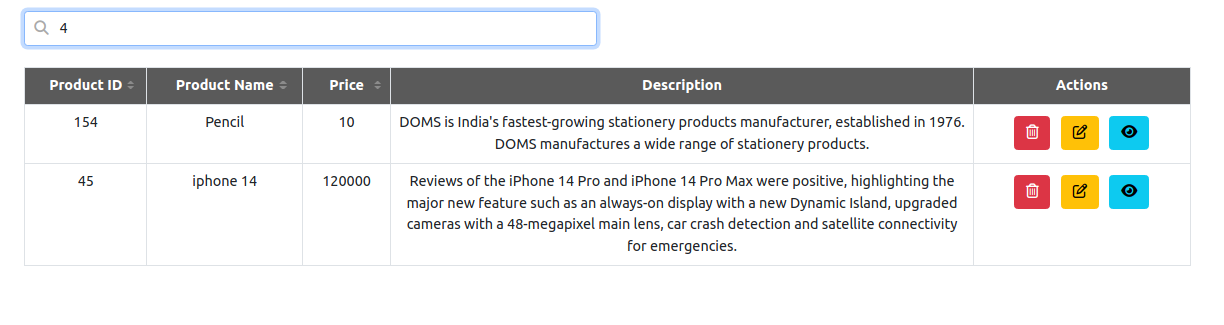 4
Product ID Product Name Price Description Actions
154 Pencil 10 DOMS is India's fastest-growing stationery products manufacturer, established in 1976.
DOMS manufactures a wide range of stationery products.
45 iphone 14 120000 Reviews of the iPhone 14 Pro and iPhone 14 Pro Max were positive, highlighting the
major new feature such as an always-on display with a new Dynamic Island, upgraded
cameras with a 48-megapixel main lens, car crash detection and satellite connectivity
for emergencies.